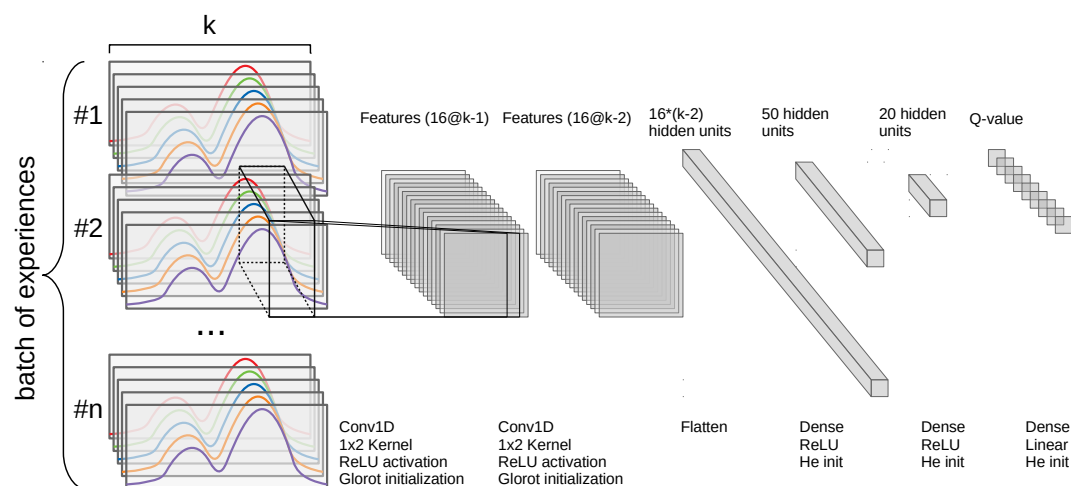 k
#1
#2
...
#n
batch of experiences
Features (16@k-1)
Features (16@k-2)
16*(k-2)
hidden units
50 hidden
units
20 hidden
units
Q-value
Conv1D
1x2 Kernel
ReLU activation
Glorot initialization
Conv1D
1x2 Kernel
ReLU activation
Glorot initialization
Flatten
Dense
ReLU
He init
Dense
ReLU
He init
Dense
Linear
He init